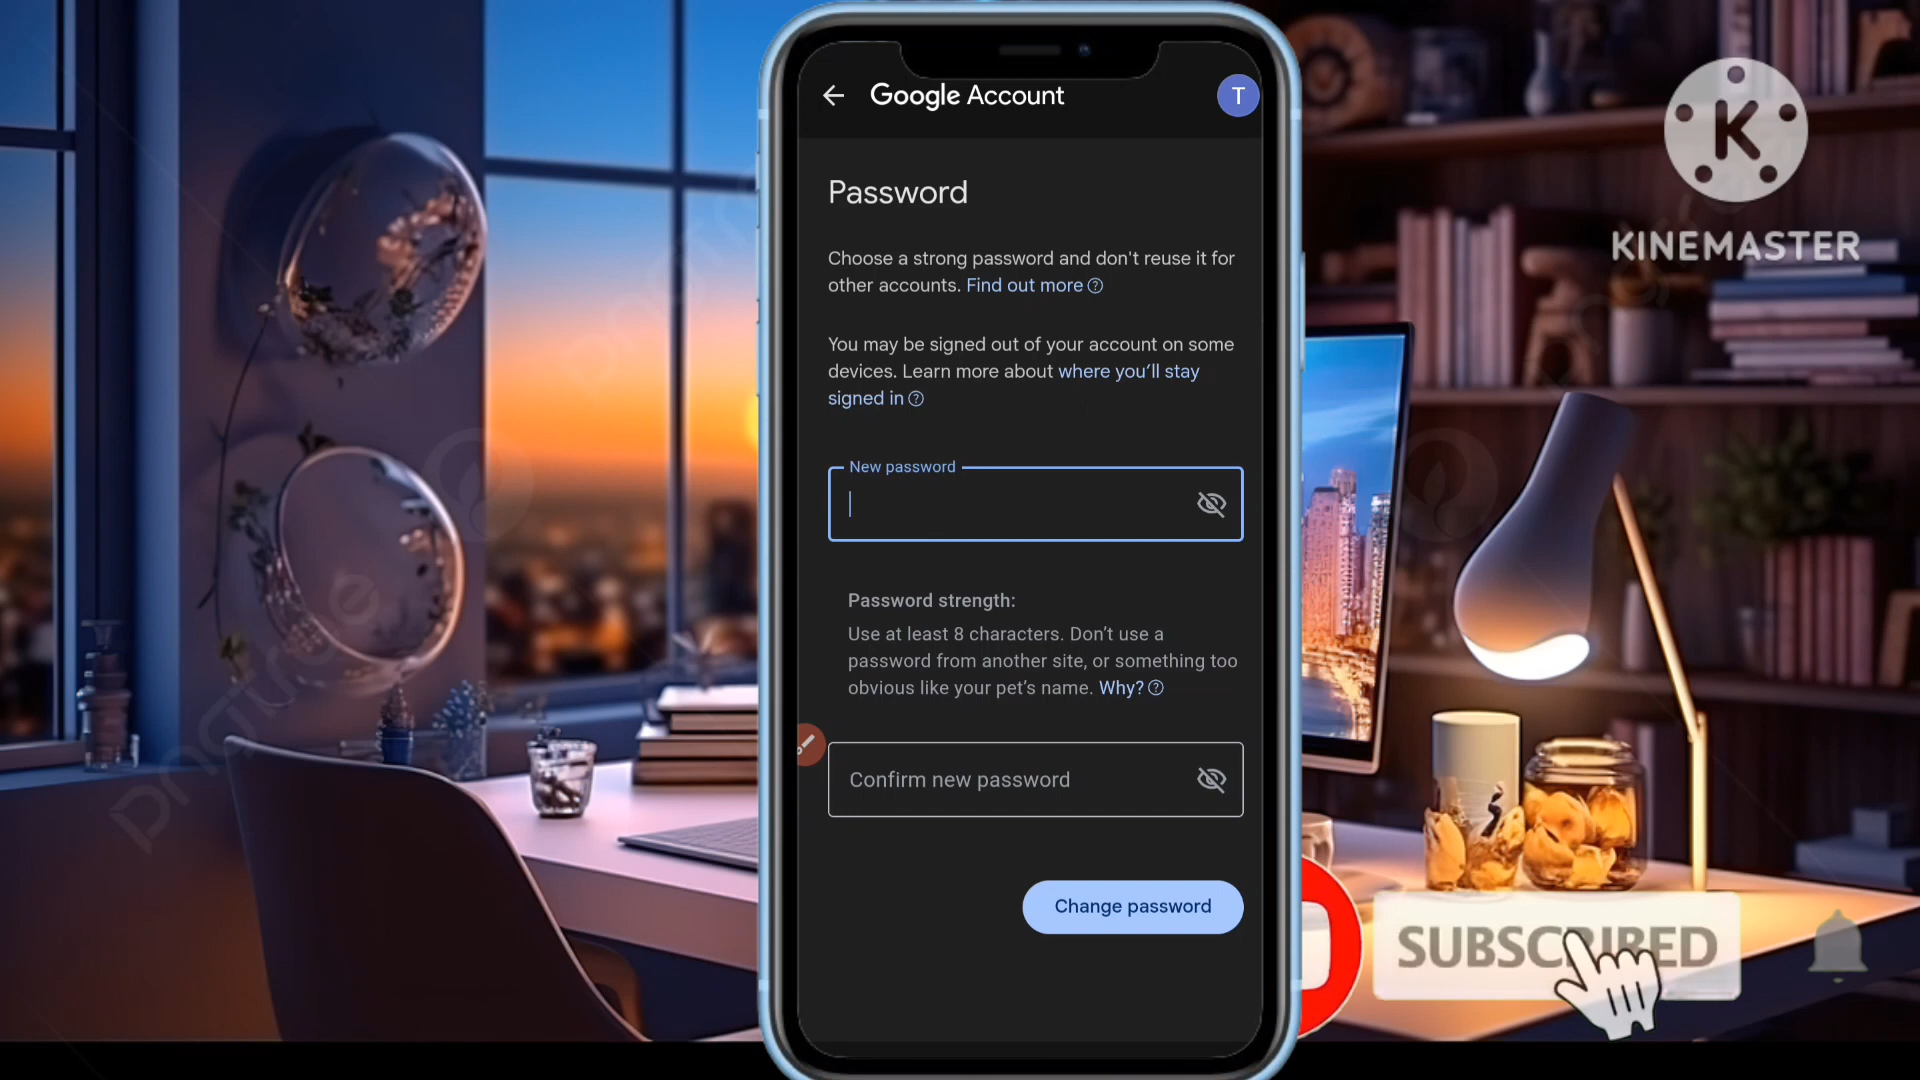 Google Account
T
Password
Choose a strong password and don't reuse it for
other accounts. Find out more
You may be signed out of your account on some
devices. Learn more about where you'll stay
signed in
New password
Password strength:
Use at least 8 characters. Don't use a
password from another site, or something too
obvious like your pet's name. Why?
Confirm new password
Change password
K
KINEMASTER
SUBSCRIBED
pngtree